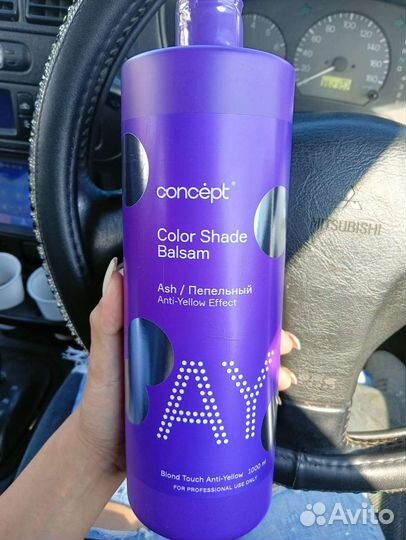 concépt®
Color Shade
Balsam
Ash / Пепельный
Anti-Yellow Effect
AY
Blond Touch Anti-Yellow 1000 ml
FOR PROFESSIONAL USE ONLY
MITSUBISHI
Avito